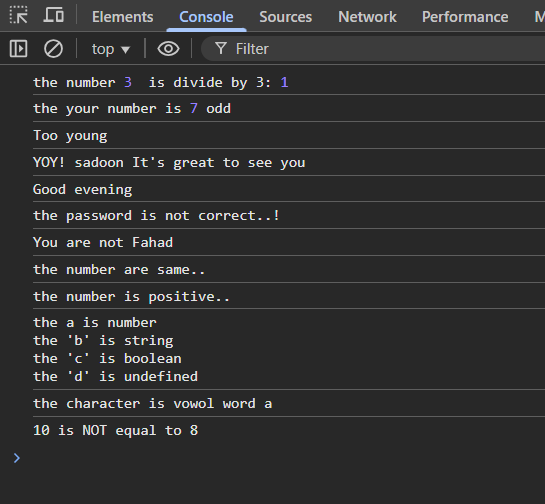 Elements Console Sources Network Performance M
top ▼ Filter
the number 3  is divide by 3: 1
the your number is 7 odd
Too young
YOY! sadoon It's great to see you
Good evening
the password is not correct..!
You are not Fahad
the number are same..
the number is positive..
the a is number
the 'b' is string
the 'c' is boolean
the 'd' is undefined
the character is vowol word a
10 is NOT equal to 8
>